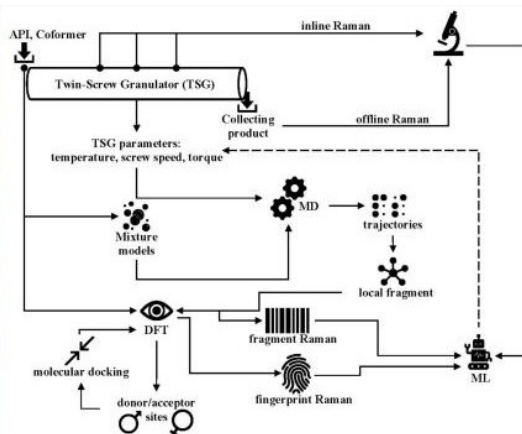 API, Coformer
inline Raman
Twin-Screw Granulator (TSG)
Collecting
product
offline Raman
TSG parameters:
temperature, screw speed, torque
MD
Mixture
models
trajectories
local fragment
DFT
fragment Raman
molecular docking
ML
donor/acceptor
sites
fingerprint Raman